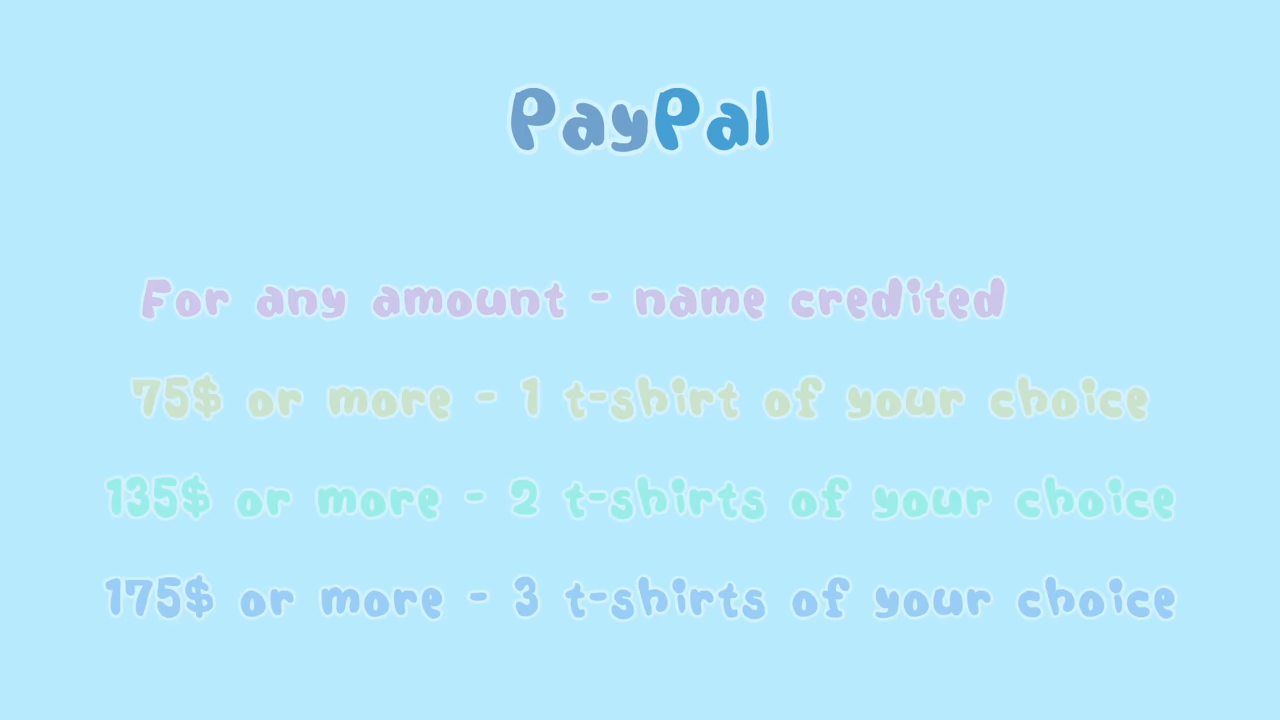 PayPal
For any amount - name credited
75$ or more - 1 t-shirt of your choice
135$ or more - 2 t-shirts of your choice
175$ or more - 3 t-shirts of your choice